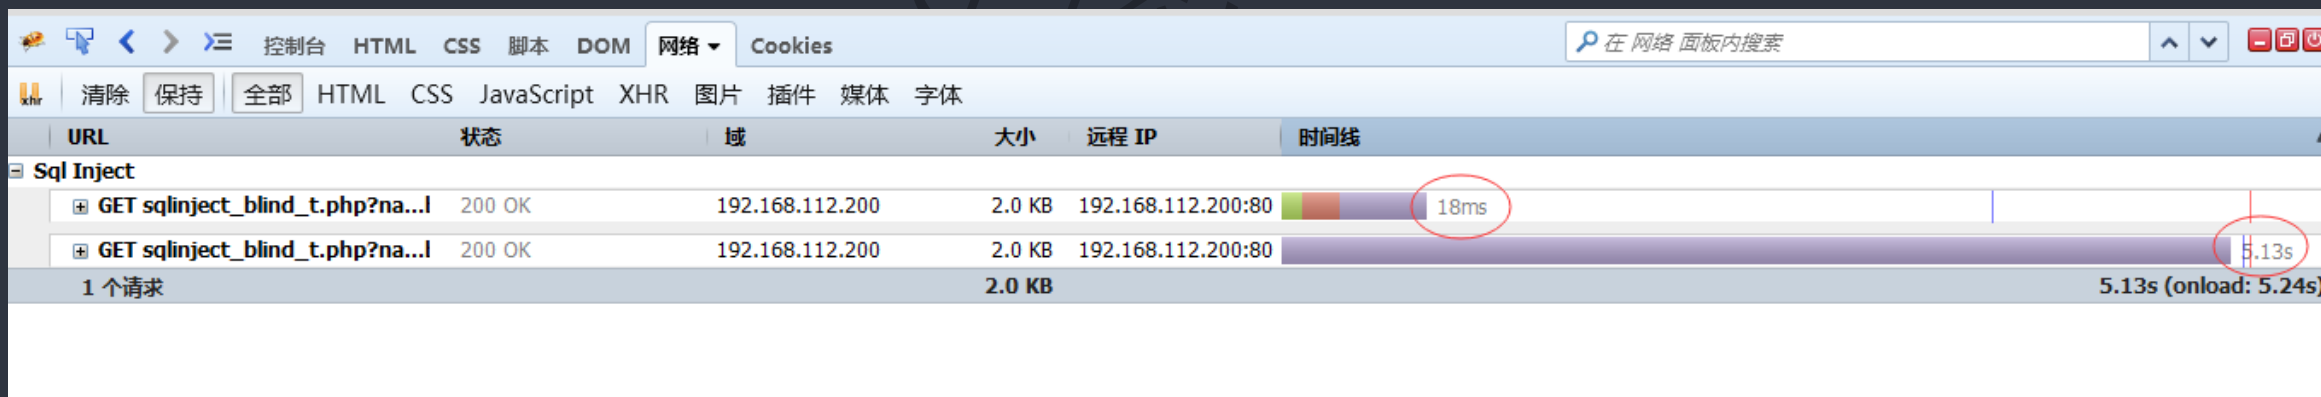 控制台 HTML CSS 脚本 DOM 网络 Cookies 在 网络 面板内搜索
xhr 清除 保持 全部 HTML CSS JavaScript XHR 图片 插件 媒体 字体
URL 状态 域 大小 远程 IP 时间线
Sql Inject
GET sqlinject_blind_t.php?na...l 200 OK 192.168.112.200 2.0 KB 192.168.112.200:80 18ms
GET sqlinject_blind_t.php?na...l 200 OK 192.168.112.200 2.0 KB 192.168.112.200:80 5.13s
1 个请求 2.0 KB 5.13s (onload: 5.24s)